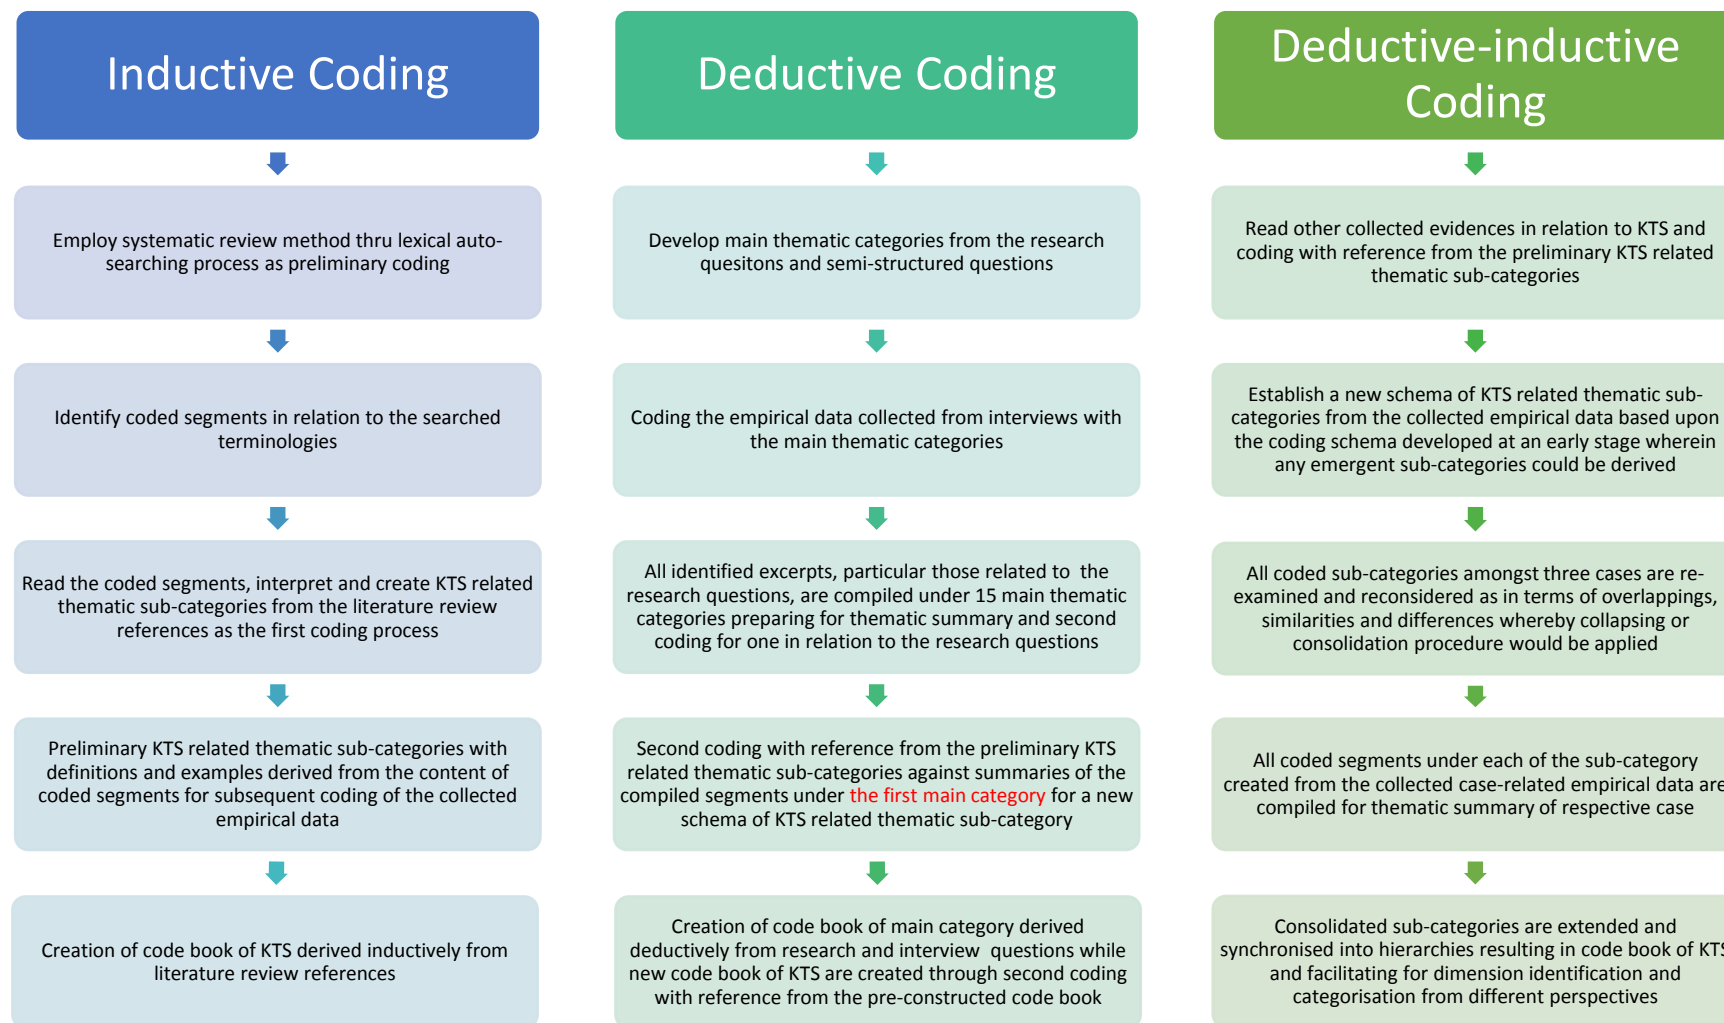 Inductive Coding
Employ systematic review method thru lexical auto-
searching process as preliminary coding
Identify coded segments in relation to the searched
terminologies
Read the coded segments, interpret and create KTS related
thematic sub-categories from the literature review
references as the first coding process
Preliminary KTS related thematic sub-categories with
definitions and examples derived from the content of
coded segments for subsequent coding of the collected
empirical data
Creation of code book of KTS derived inductively from
literature review references
Deductive Coding
Develop main thematic categories from the research
quesitons and semi-structured questions
Coding the empirical data collected from interviews with
the main thematic categories
All identified excerpts, particular those related to the
research questions, are compiled under 15 main thematic
categories preparing for thematic summary and second
coding for one in relation to the research questions
Second coding with reference from the preliminary KTS
related thematic sub-categories against summaries of the
compiled segments under the first main category for a new
schema of KTS related thematic sub-category
Creation of code book of main category derived
deductively from research and interview questions while
new code book of KTS are created through second coding
with reference from the pre-constructed code book
Deductive-inductive
Coding
Read other collected evidences in relation to KTS and
coding with reference from the preliminary KTS related
thematic sub-categories
Establish a new schema of KTS related thematic sub-
categories from the collected empirical data based upon
the coding schema developed at an early stage wherein
any emergent sub-categories could be derived
All coded sub-categories amongst three cases are re-
examined and reconsidered as in terms of overlappings,
similarities and differences whereby collapsing or
consolidation procedure would be applied
All coded segments under each of the sub-category
created from the collected case-related empirical data are
compiled for thematic summary of respective case
Consolidated sub-categories are extended and
synchronised into hierarchies resulting in code book of KTS
and facilitating for dimension identification and
categorisation from different perspectives